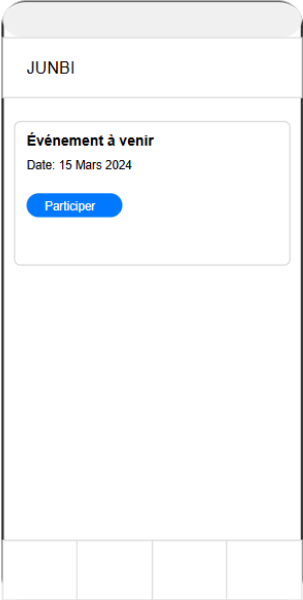 JUNBI
Événement à venir
Date: 15 Mars 2024
Participer